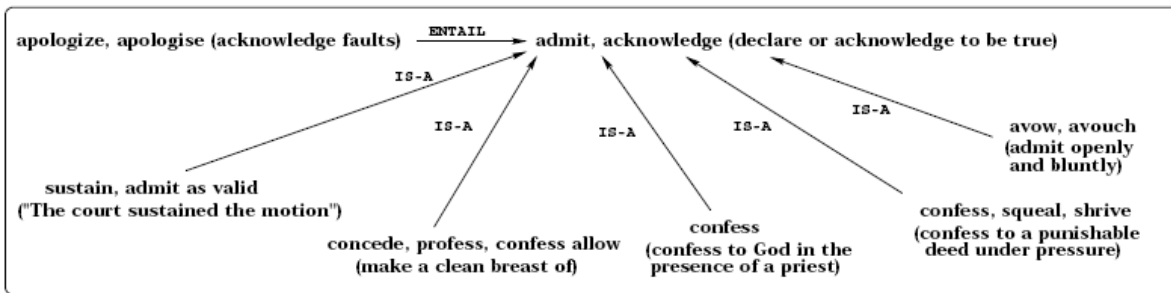 apologize, apologise (acknowledge faults) ENTAIL admit, acknowledge (declare or acknowledge to be true)
IS-A
IS-A
IS-A
IS-A
IS-A
avow, avouch
(admit openly
and bluntly)
sustain, admit as valid
("The court sustained the motion")
concede, profess, confess allow
(make a clean breast of)
confess
(confess to God in the
presence of a priest)
confess, squeal, shrive
(confess to a punishable
deed under pressure)